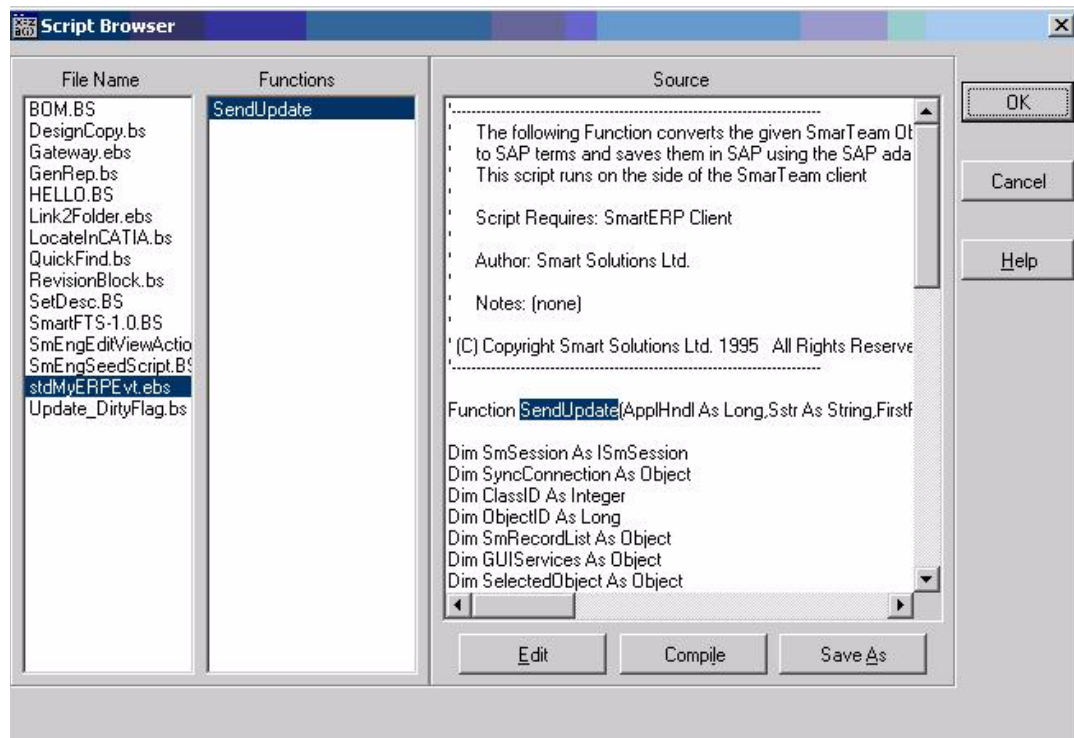 Script Browser
File Name
BOM.BS
DesignCopy.bs
Gateway.ebs
GenRep.bs
HELLO.BS
Link2Folder.ebs
LocateInCATIA.bs
QuickFind.bs
RevisionBlock.bs
SetDesc.BS
SmartFTS-1.0.BS
SmEngEditViewActio
SmEngSeedScript.BS
stdMyERPEvt.ebs
Update_DirtyFlag.bs
Functions
SendUpdate
Source
'-----------------------------------------------------------------------
' The following Function converts the given SmarTeam Ob
' to SAP terms and saves them in SAP using the SAP ada
' This script runs on the side of the SmarTeam client
'
' Script Requires: SmartERP Client
'
' Author: Smart Solutions Ltd.
'
' Notes: (none)
'
' (C) Copyright Smart Solutions Ltd. 1995 All Rights Reserve
'-----------------------------------------------------------------------
Function SendUpdate(ApplHndl As Long,Sstr As String,FirstF
Dim SmSession As ISmSession
Dim SyncConnection As Object
Dim ClassID As Integer
Dim ObjectID As Long
Dim SmRecordList As Object
Dim GUIServices As Object
Dim SelectedObject As Object
Edit
Compile
Save As
OK
Cancel
Help